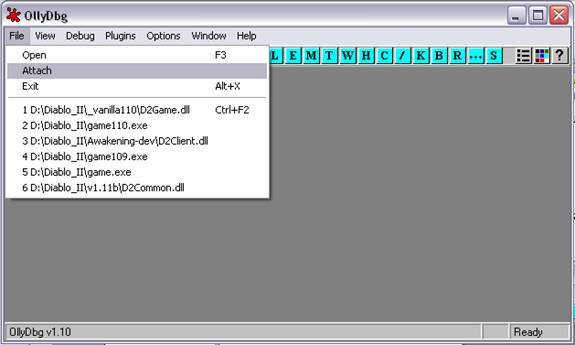 OllyDbg
File View Debug Plugins Options Window Help
L E M T W H C / K B R ... S ?
Open F3
Attach
Exit Alt+X
1 D:\Diablo_II\_vanilla110\D2Game.dll Ctrl+F2
2 D:\Diablo_II\game110.exe
3 D:\Diablo_II\Awakening-dev\D2Client.dll
4 D:\Diablo_II\game109.exe
5 D:\Diablo_II\game.exe
6 D:\Diablo_II\v1.11b\D2Common.dll
OllyDbg v1.10 Ready